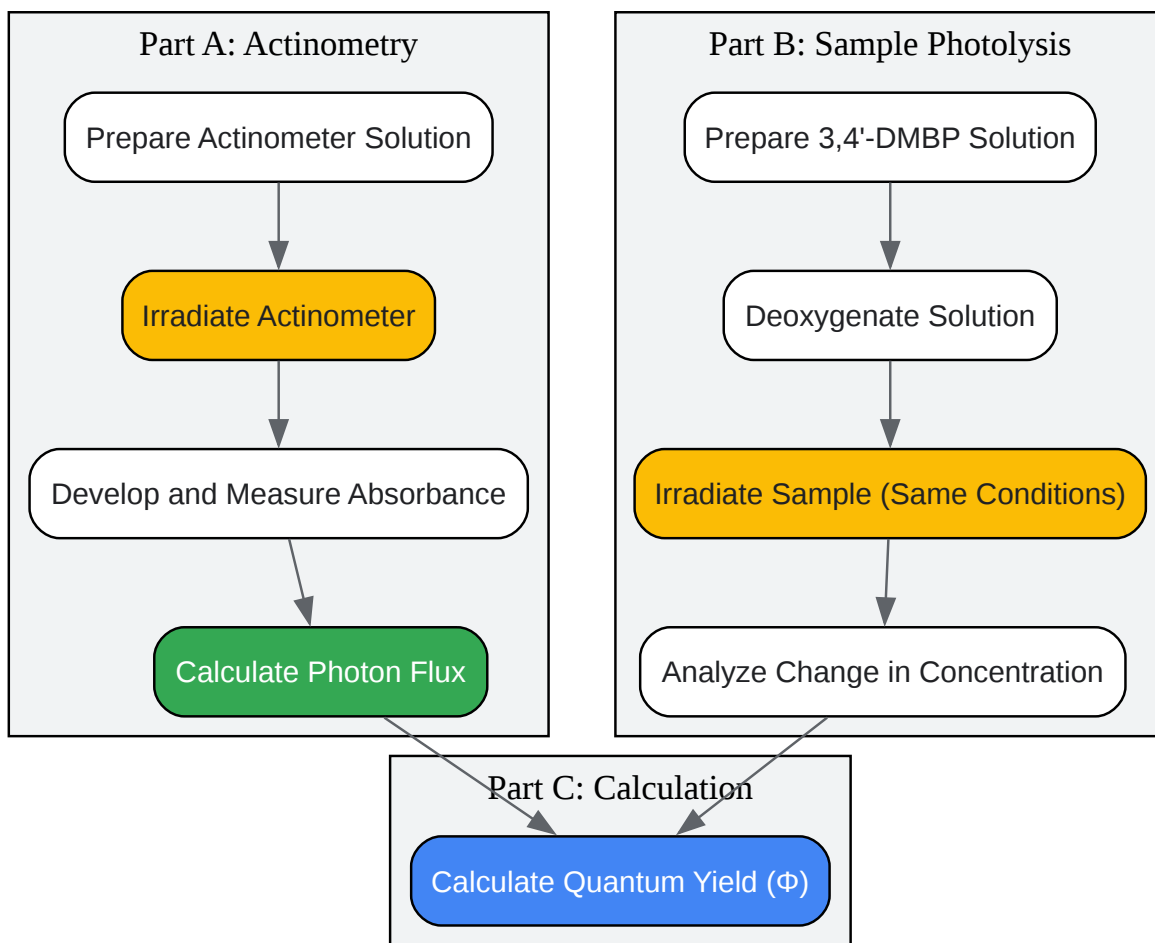 Part A: Actinometry
Prepare Actinometer Solution
Irradiate Actinometer
Develop and Measure Absorbance
Calculate Photon Flux
Part B: Sample Photolysis
Prepare 3,4'-DMBP Solution
Deoxygenate Solution
Irradiate Sample (Same Conditions)
Analyze Change in Concentration
Part C: Calculation
Calculate Quantum Yield (Φ)